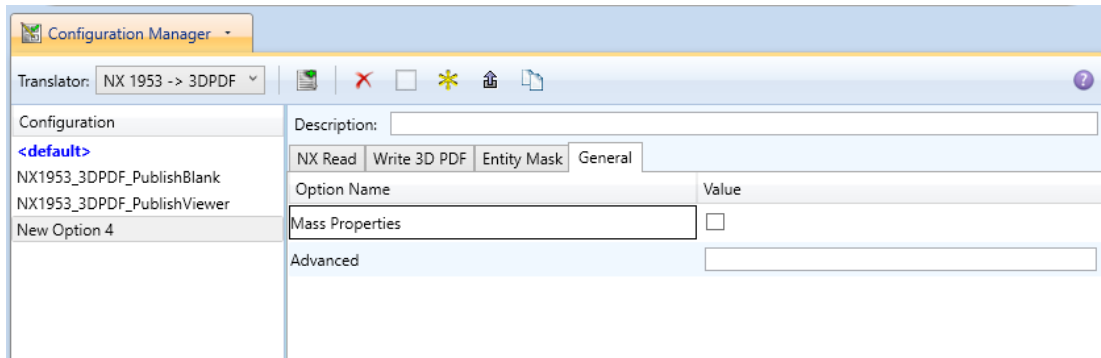 Configuration Manager
Translator: NX 1953 -> 3DPDF
?
Configuration
<default>
NX1953_3DPDF_PublishBlank
NX1953_3DPDF_PublishViewer
New Option 4
Description:
NX Read Write 3D PDF Entity Mask General
Option Name Value
Mass Properties
Advanced